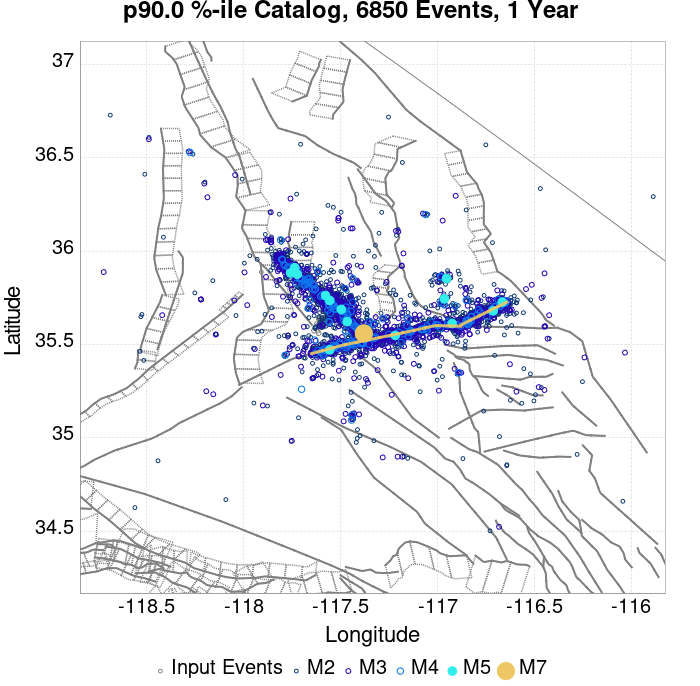 p90.0 %-ile Catalog, 6850 Events, 1 Year
37
36.5
36
35.5
35
34.5
Latitude
-118.5 -118 -117.5 -117 -116.5 -116
Longitude
Input Events M2 M3 M4 M5 M7